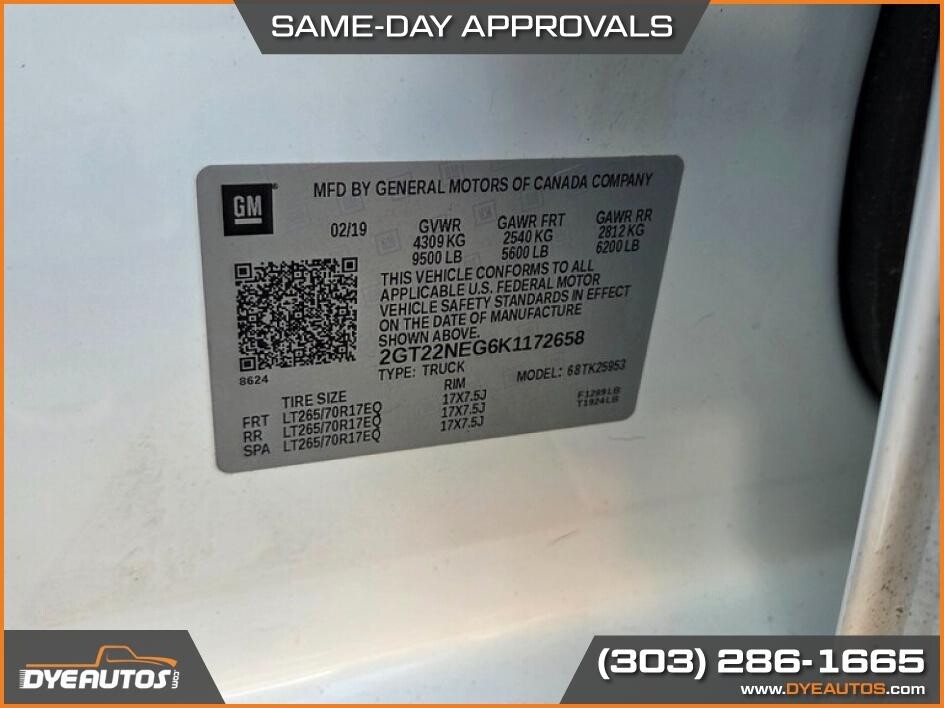 SAME-DAY APPROVALS
GM
MFD BY GENERAL MOTORS OF CANADA COMPANY
02/19 GVWR GAWR FRT GAWR RR
4309 KG 2540 KG 2812 KG
9500 LB 5600 LB 6200 LB
THIS VEHICLE CONFORMS TO ALL
APPLICABLE U.S. FEDERAL MOTOR
VEHICLE SAFETY STANDARDS IN EFFECT
ON THE DATE OF MANUFACTURE
SHOWN ABOVE.
2GT22NEG6K1172658
8624
TYPE: TRUCK MODEL: 68TK25953
TIRE SIZE RIM
FRT LT265/70R17EQ 17X7.5J F1289LB
RR LT265/70R17EQ 17X7.5J T1924LB
SPA LT265/70R17EQ 17X7.5J
DYEAUTOS.com
(303) 286-1665
www.DYEAUTOS.com